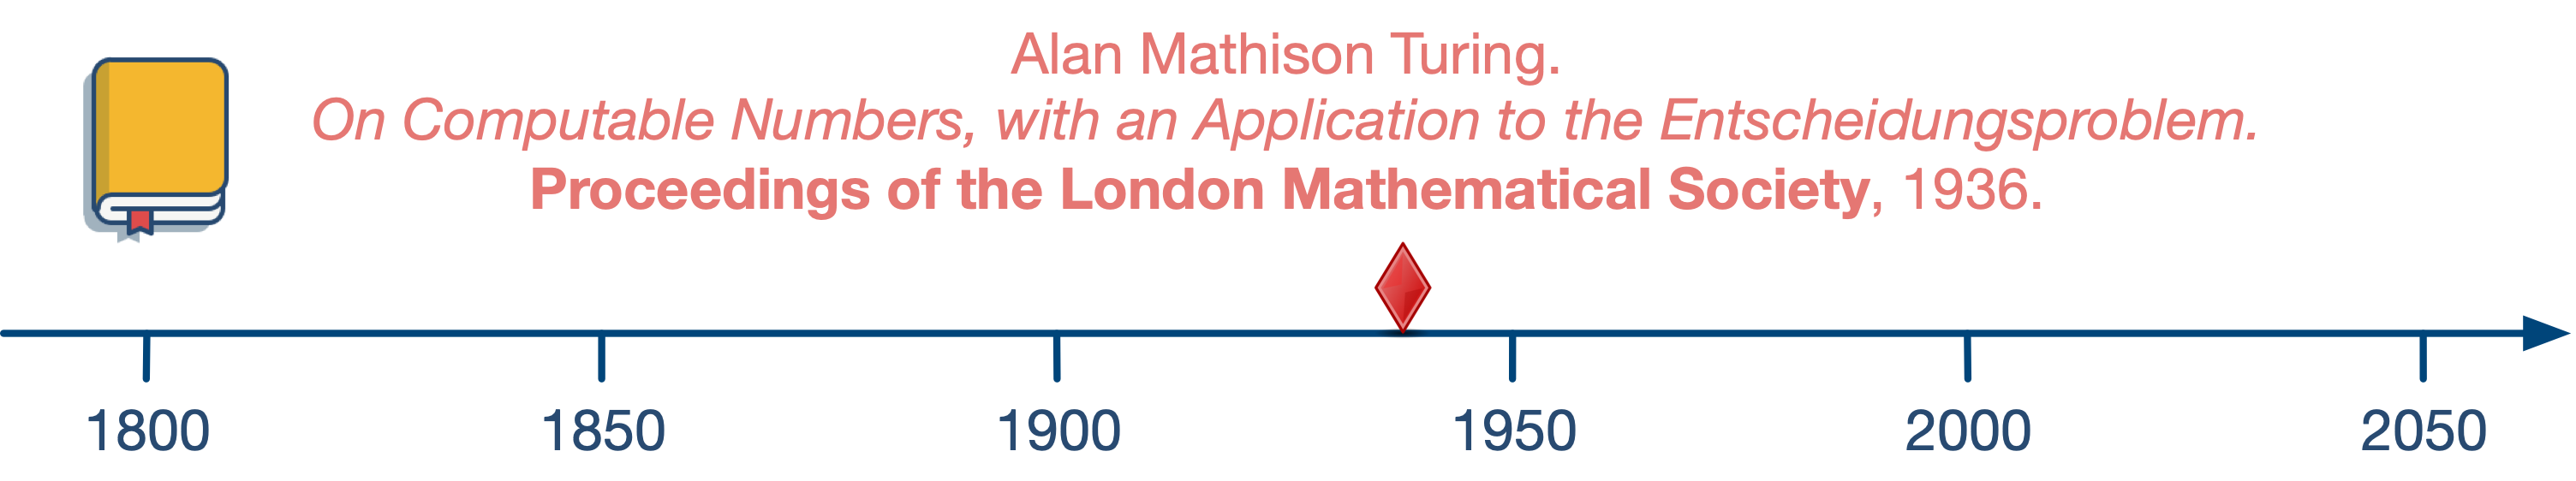 Alan Mathison Turing.
On Computable Numbers, with an Application to the Entscheidungsproblem.
Proceedings of the London Mathematical Society, 1936.
1800 1850 1900 1950 2000 2050